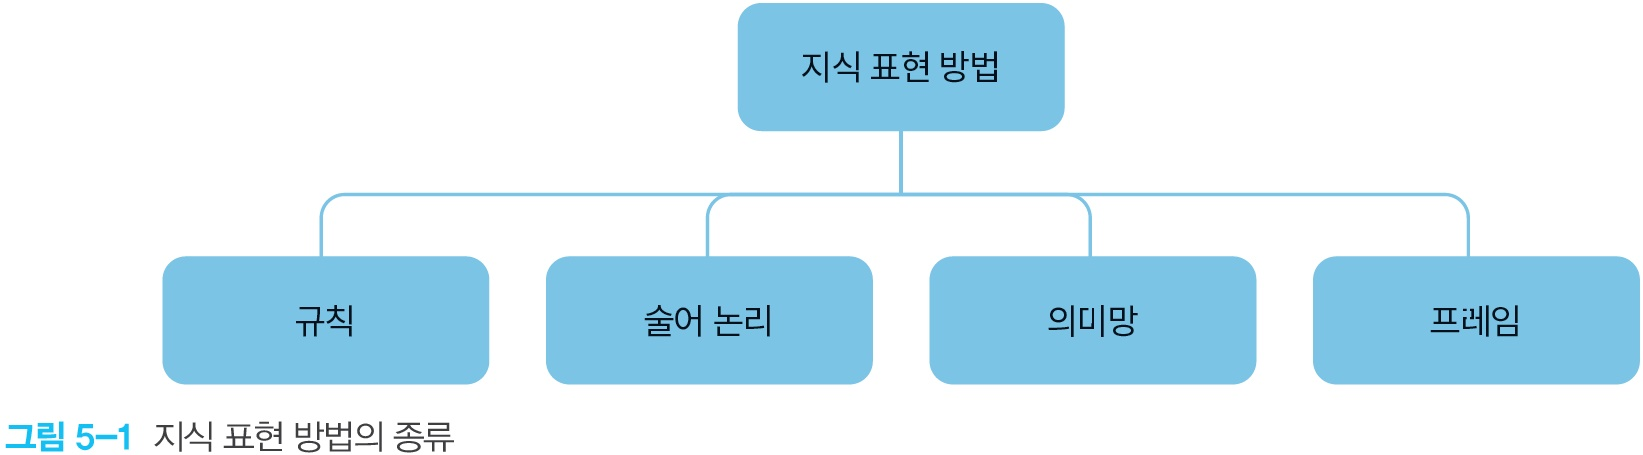 지식 표현 방법
규칙
술어 논리
의미망
프레임
그림 5-1 지식 표현 방법의 종류